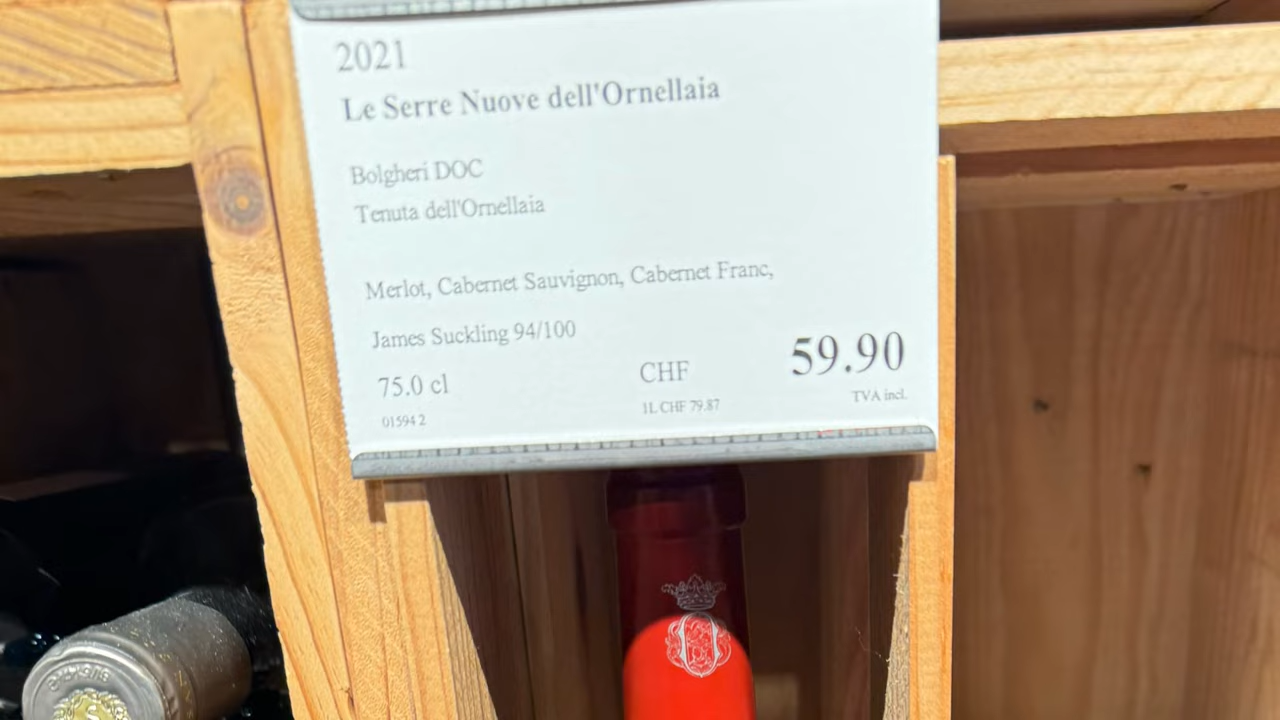 2021
Le Serre Nuove dell'Ornellaia
Bolgheri DOC
Tenuta dell'Ornellaia
Merlot, Cabernet Sauvignon, Cabernet Franc,
James Suckling 94/100
75.0 cl CHF 59.90
01594 2 1L CHF 79.87 TVA incl.